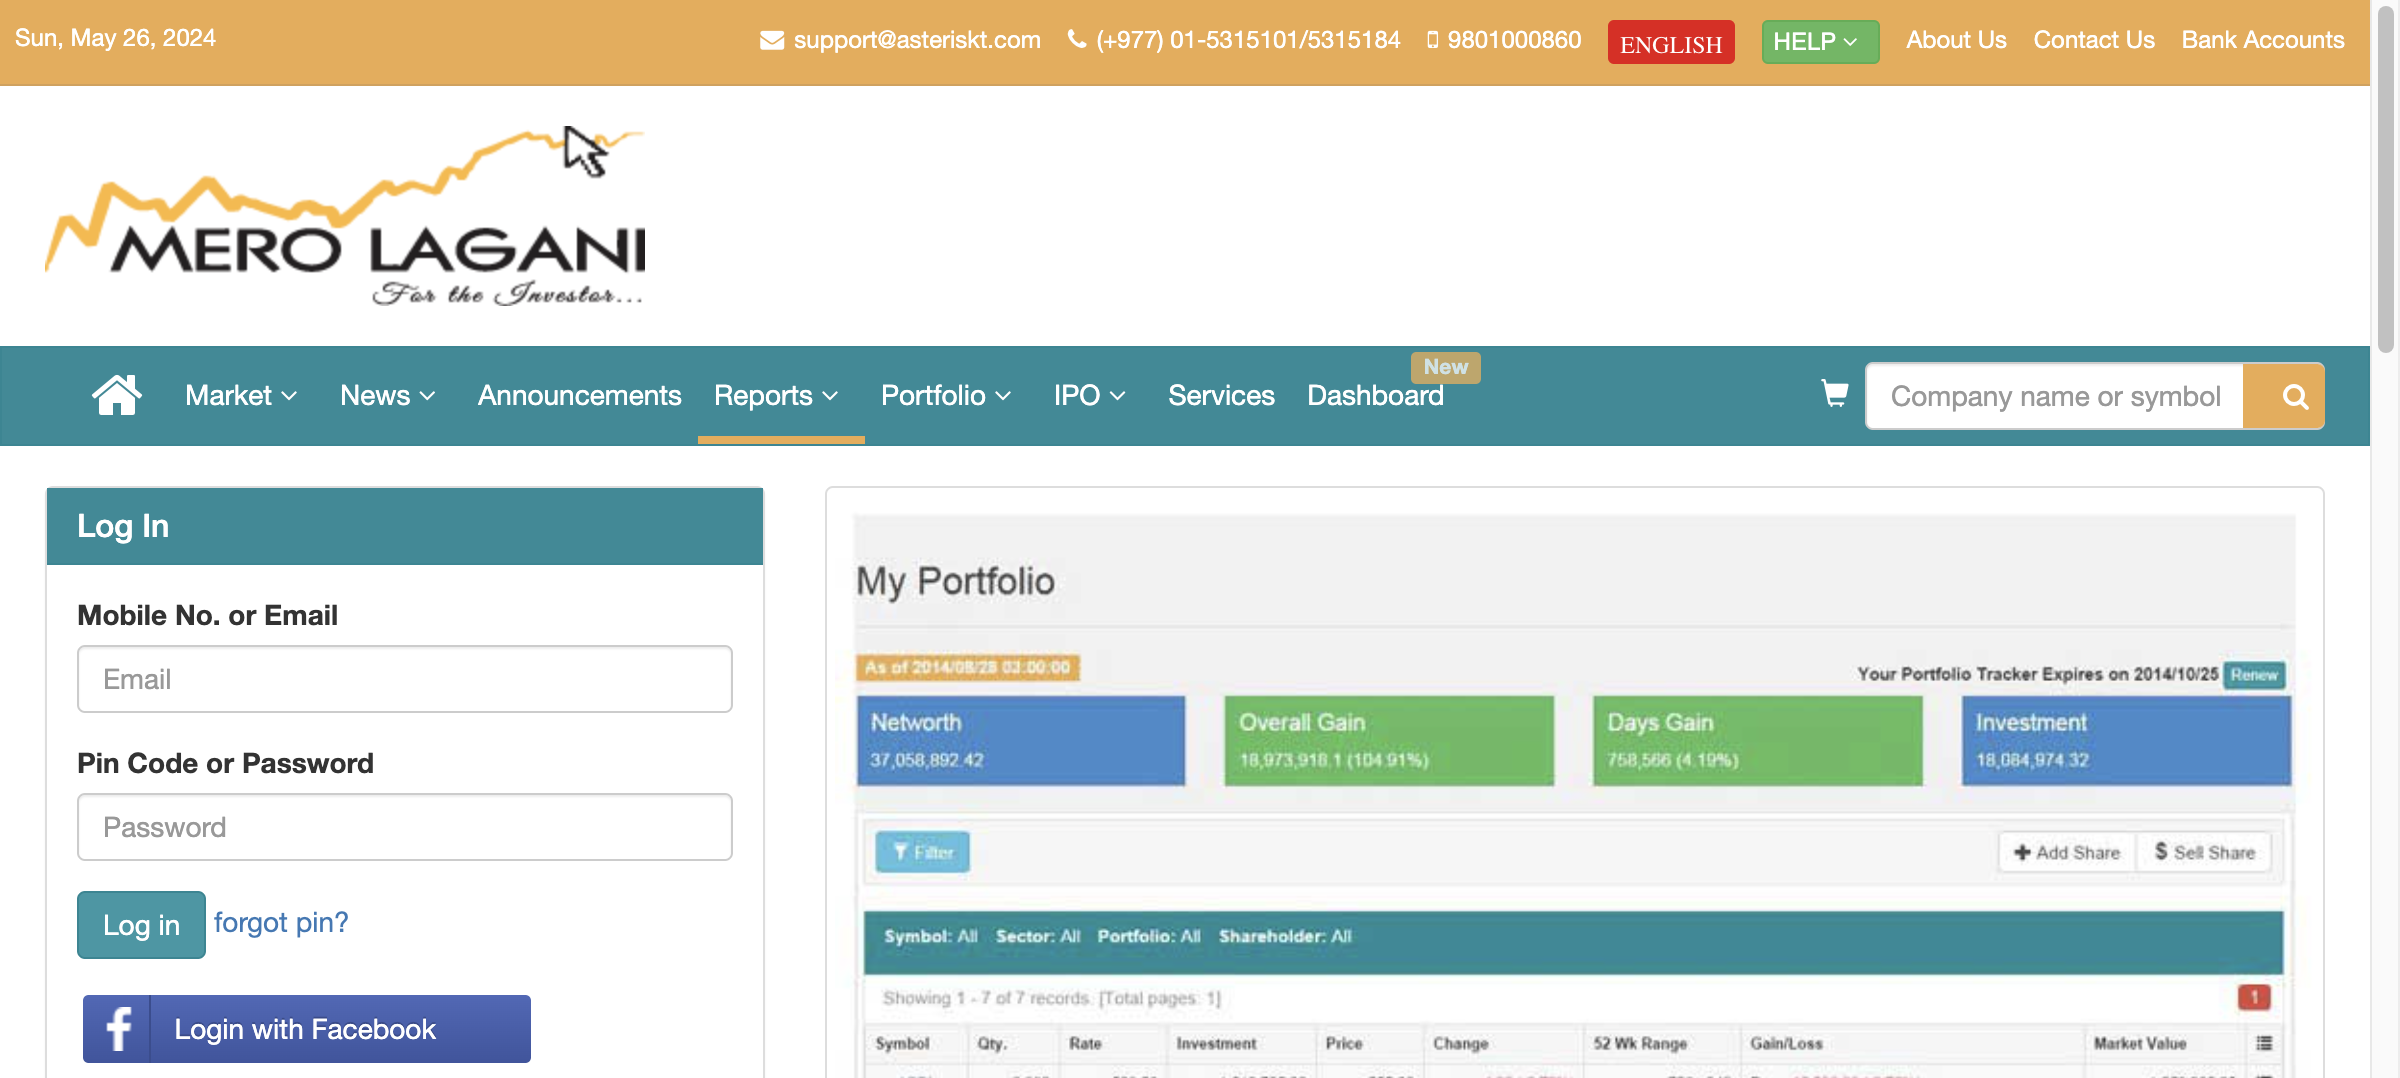 Sun, May 26, 2024
support@asteriskt.com (+977) 01-5315101/5315184 9801000860 ENGLISH HELP About Us Contact Us Bank Accounts
MERO LAGANI
For the Investor...
Market News Announcements Reports Portfolio IPO Services Dashboard New
Company name or symbol
Log In
Mobile No. or Email
Email
Pin Code or Password
Password
Log in forgot pin?
f Login with Facebook
My Portfolio
As of 2014/08/28 03:00:00
Your Portfolio Tracker Expires on 2014/10/25 Renew
Networth
37,058,892.42
Overall Gain
18,973,918.1 (104.91%)
Days Gain
758,566 (4.19%)
Investment
18,084,974.32
Filter
Add Share $ Sell Share
Symbol: All Sector: All Portfolio: All Shareholder: All
Showing 1 - 7 of 7 records. [Total pages: 1]
1
Symbol Qty. Rate Investment Price Change 52 Wk Range Gain/Loss Market Value